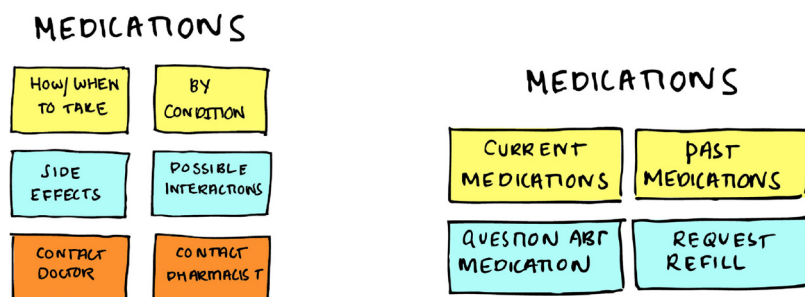 MEDICATIONS
HOW/WHEN
TO TAKE
BY
CONDITION
SIDE
EFFECTS
POSSIBLE
INTERACTIONS
CONTACT
DOCTOR
CONTACT
PHARMACIST
MEDICATIONS
CURRENT
MEDICATIONS
PAST
MEDICATIONS
QUESTION ABT
MEDICATION
REQUEST
REFILL